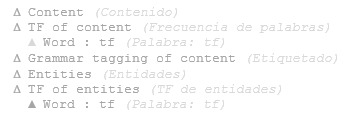 Δ Content (Contenido)
Δ TF of content (Frecuencia de palabras)
▲ Word : tf (Palabra: tf)
Δ Grammar tagging of content (Etiquetado)
Δ Entities (Entidades)
Δ TF of entities (TF de entidades)
▲ Word : tf (Palabra: tf)